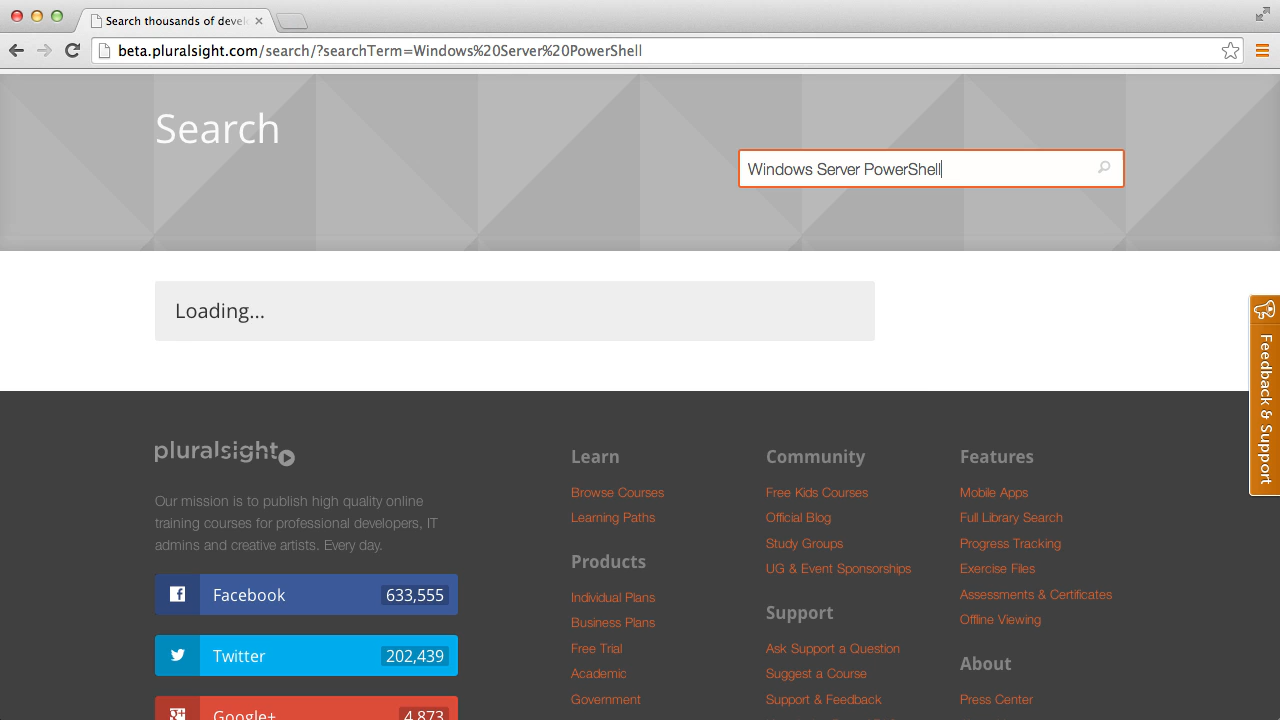 Search thousands of devel
beta.pluralsight.com/search/?searchTerm=Windows%20Server%20PowerShell
Search
Windows Server PowerShell
Loading...
Feedback & Support
pluralsight
Our mission is to publish high quality online
training courses for professional developers, IT
admins and creative artists. Every day.
Facebook 633,555
Twitter 202,439
Google+ 4,873
Learn
Browse Courses
Learning Paths
Products
Individual Plans
Business Plans
Free Trial
Academic
Government
Community
Free Kids Courses
Official Blog
Study Groups
UG & Event Sponsorships
Support
Ask Support a Question
Suggest a Course
Support & Feedback
Features
Mobile Apps
Full Library Search
Progress Tracking
Exercise Files
Assessments & Certificates
Offline Viewing
About
Press Center